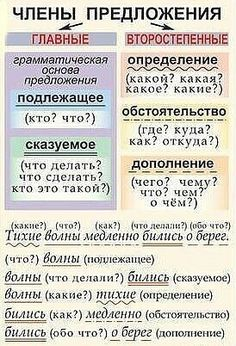 ЧЛЕНЫ ПРЕДЛОЖЕНИЯ
ГЛАВНЫЕ
грамматическая
основа
предложения
подлежащее
(кто? что?)
сказуемое
(что делать?
что сделать?
кто это такой?)
ВТОРОСТЕПЕННЫЕ
определение
(какой? какая?
какое? какие?)
обстоятельство
(где? куда?
как? откуда?)
дополнение
(чего? чему?
что? чем?
о чём?)
(какие?) (что?) (как?) (что делали?) (обо что?)
Тихие волны медленно бились о берег.
(что?) волны (подлежащее)
волны (что делали?) бились (сказуемое)
волны (какие?) тихие (определение)
бились (как?) медленно (обстоятельство)
бились (обо что?) о берег (дополнение)